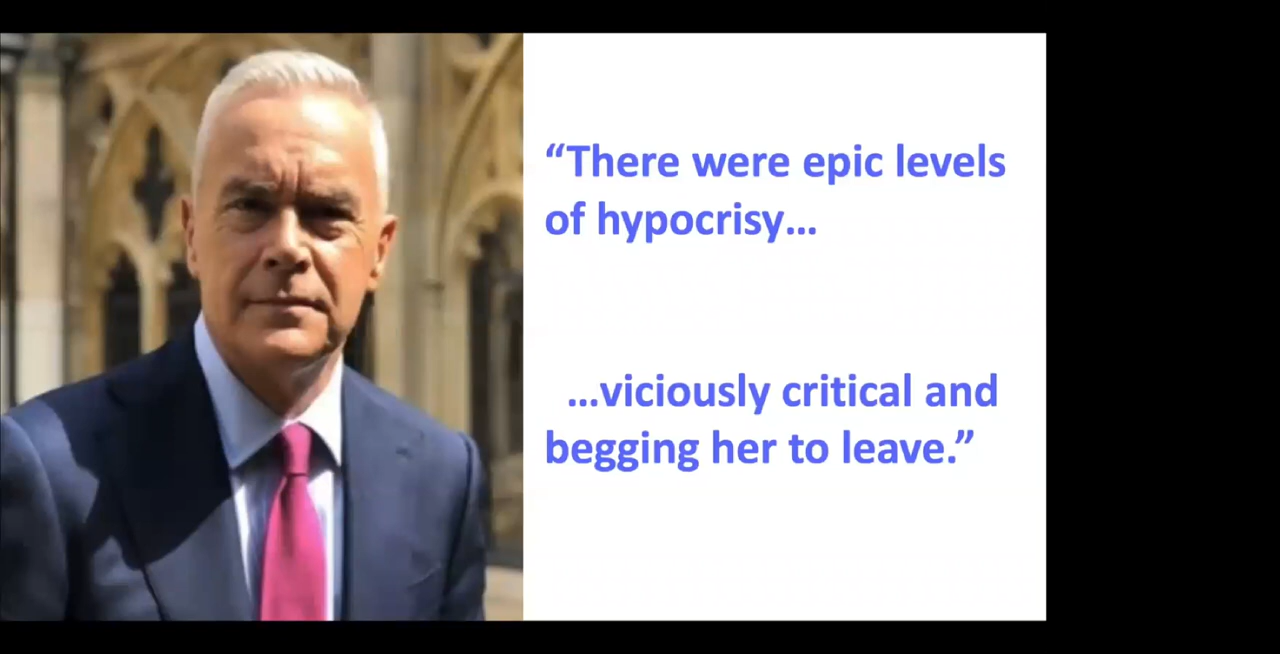 “There were epic levels
of hypocrisy…
…viciously critical and
begging her to leave.”